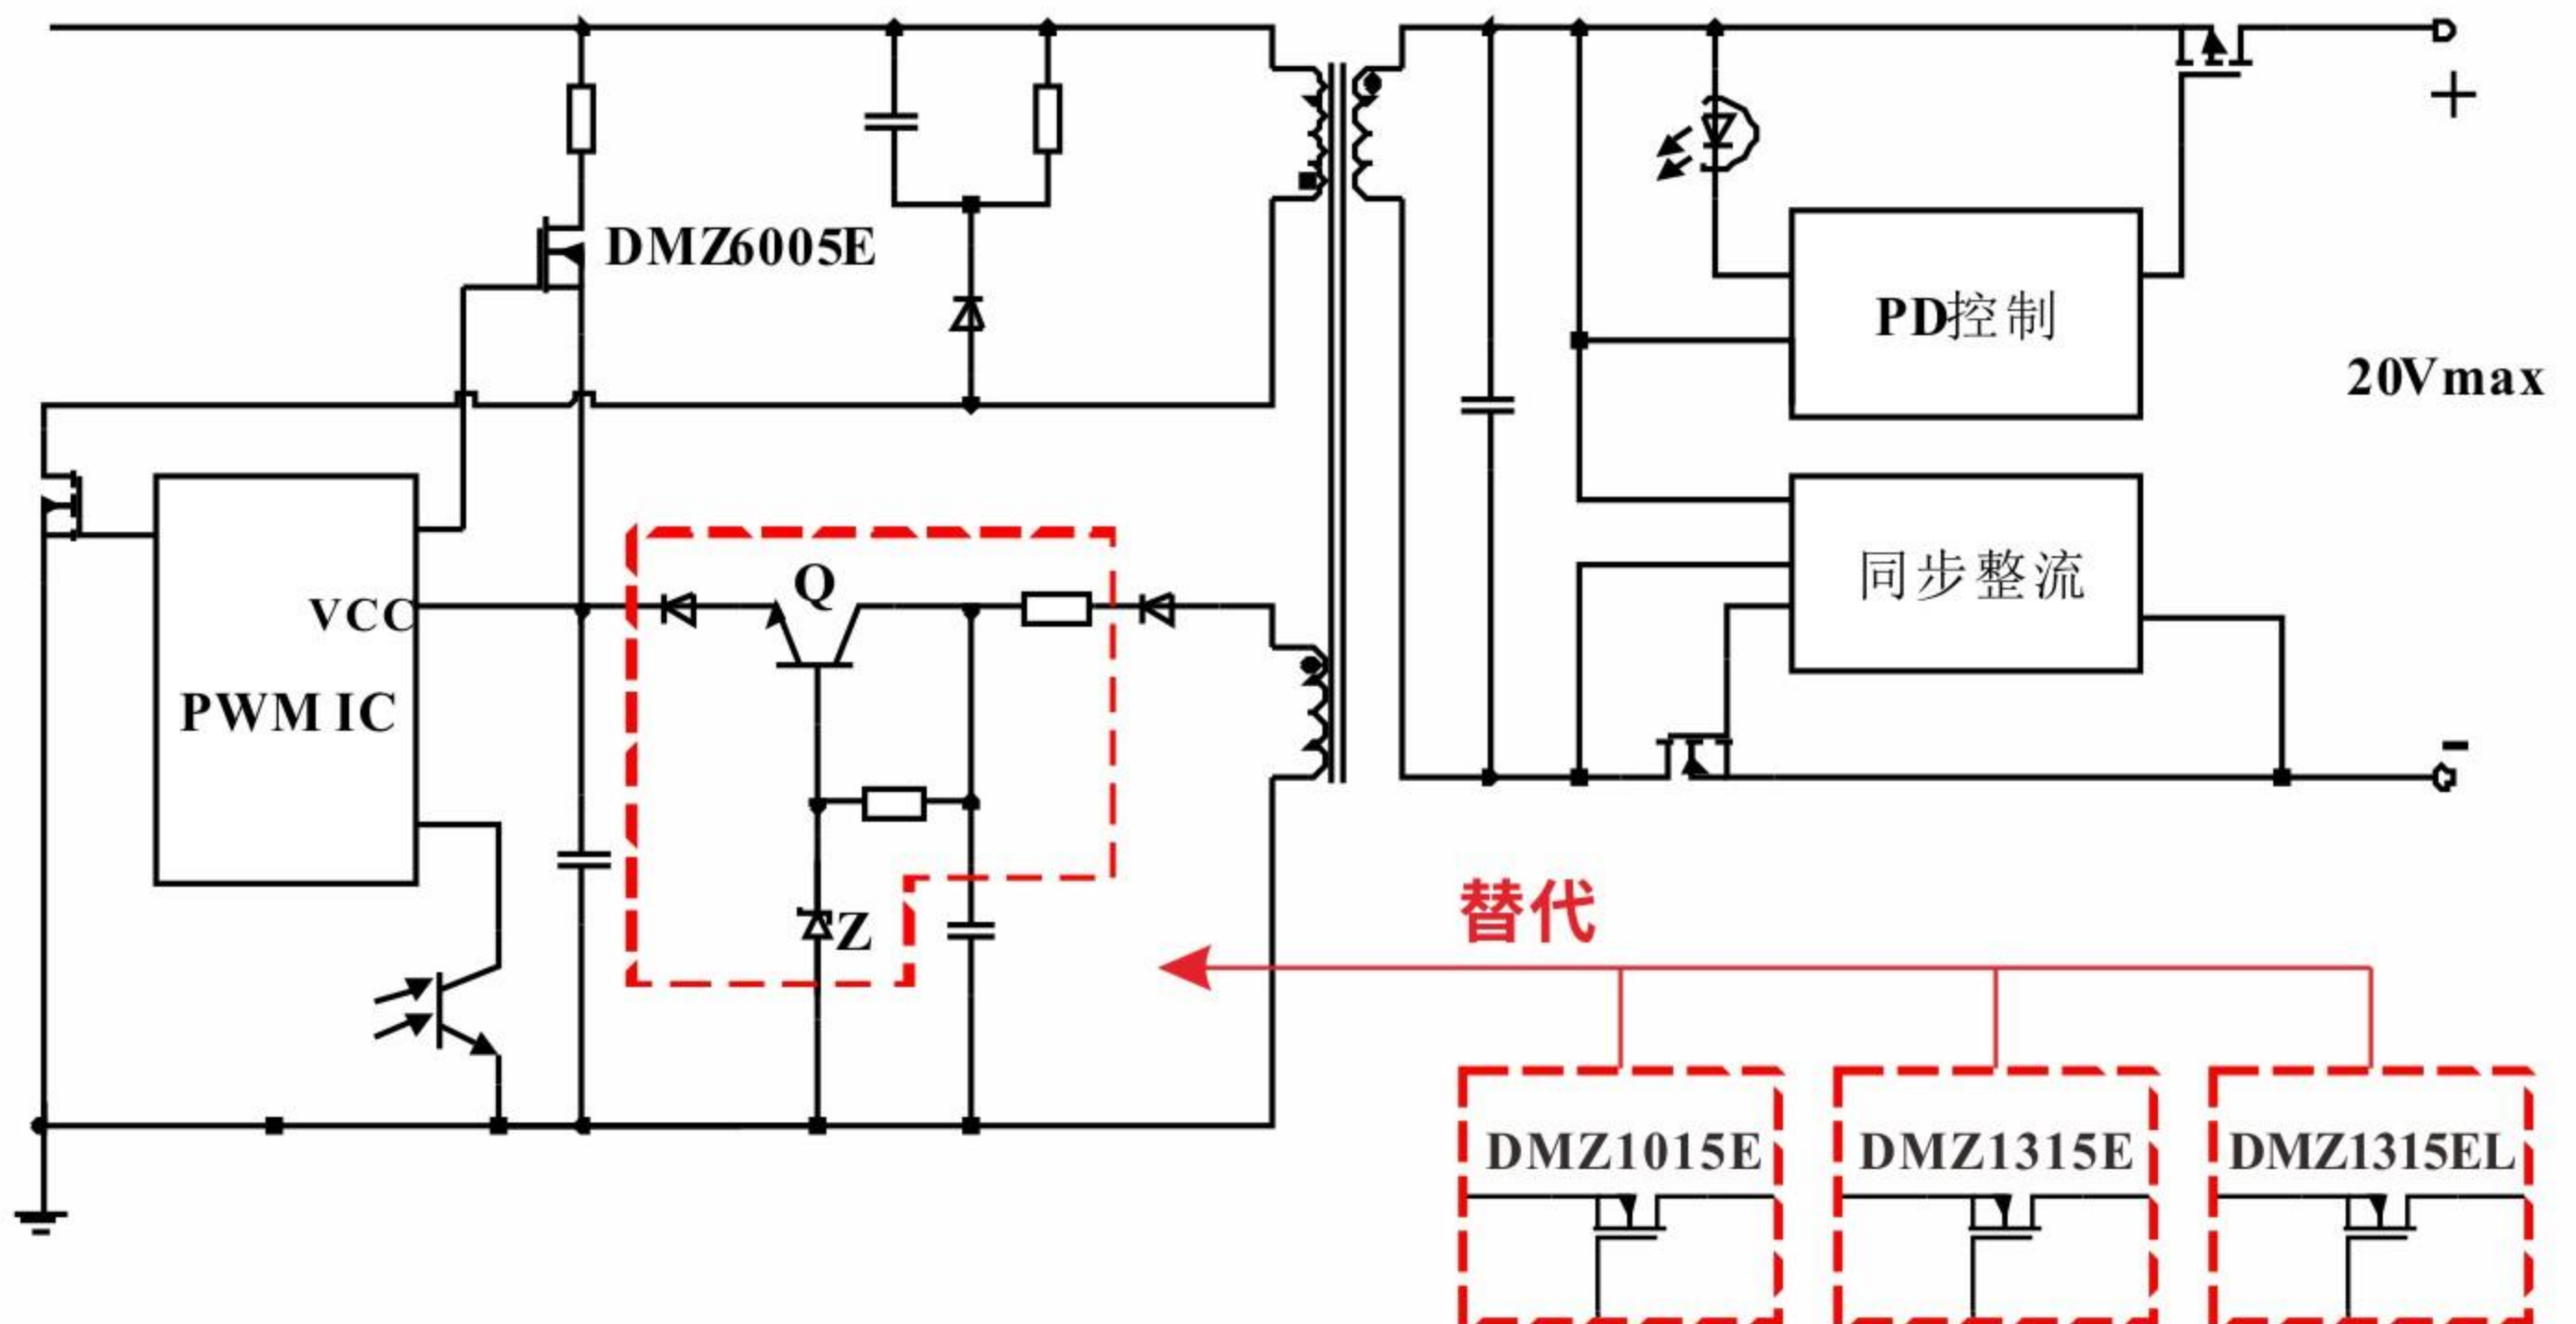 DMZ6005E
+
PD控制
20Vmax
Q
VCC
PWM IC
同步整流
-
Z
替代
DMZ1015E
DMZ1315E
DMZ1315EL